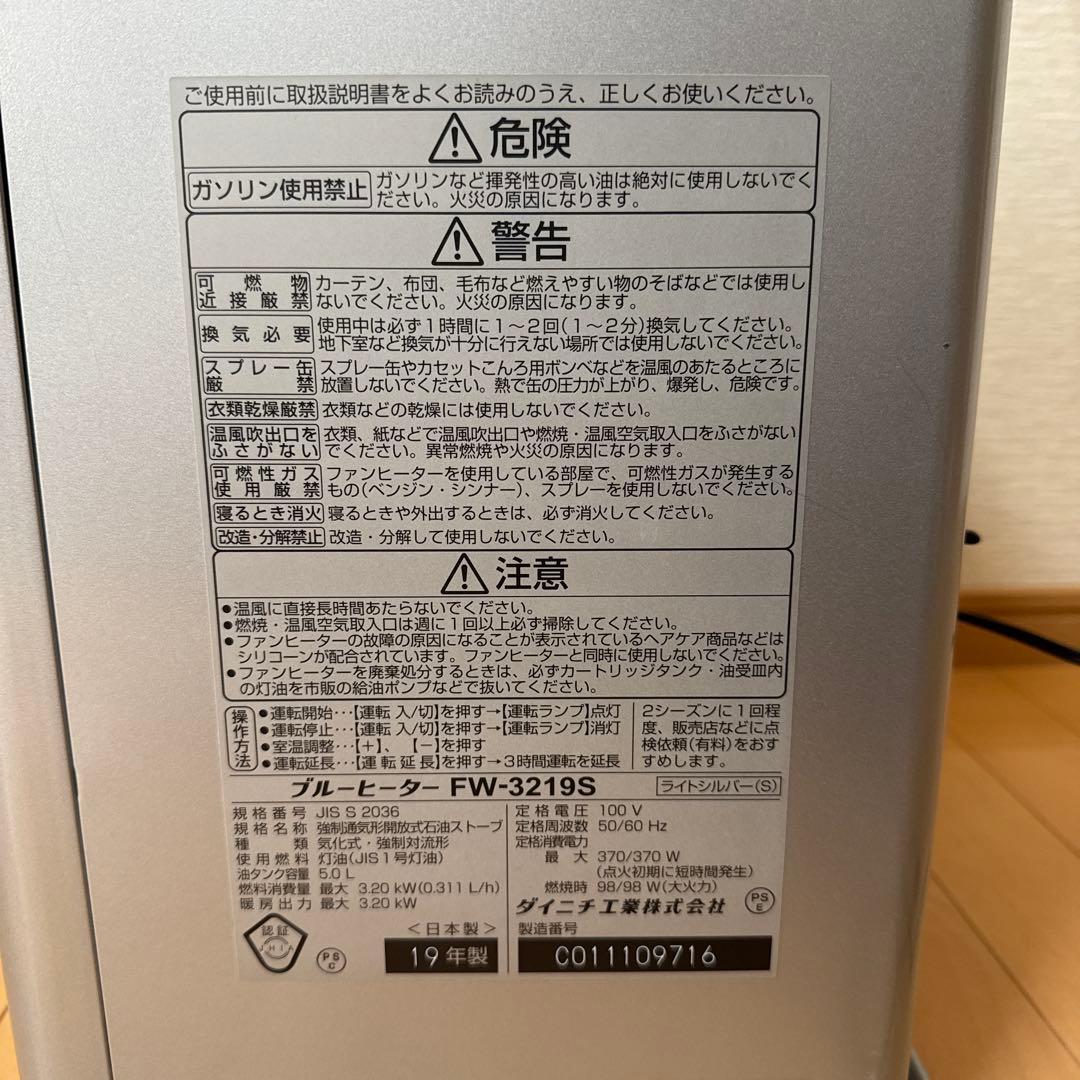 ご使用前に取扱説明書をよくお読みのうえ、正しくお使いください。
危険
ガソリン使用禁止
ガソリンなど揮発性の高い油は絶対に使用しないでく
ださい。火災の原因になります。
警告
可燃物
近接厳禁
カーテン、布団、毛布など燃えやすい物のそばなどでは使用し
ないでください。火災の原因になります。
換気必要
使用中は必ず1時間に1〜2回(1〜2分)換気してください。
地下室など換気が十分に行えない場所では使用しないでください。
スプレー缶
厳禁
スプレー缶やカセットこんろ用ボンベなどを温風のあたるところに
放置しないでください。熱で缶の圧力が上がり、爆発し、危険です。
衣類乾燥厳禁
衣類などの乾燥には使用しないでください。
温風吹出口を
ふさがない
衣類、紙などで温風吹出口や燃焼・温風空気取入口をふさがない
でください。異常燃焼や火災の原因になります。
可燃性ガス
使用厳禁
ファンヒーターを使用している部屋で、可燃性ガスが発生する
もの(ベンジン・シンナー)、スプレーを使用しないでください。
寝るとき消火
寝るときや外出するときは、必ず消火してください。
改造・分解禁止
改造・分解して使用しないでください。
注意
●温風に直接長時間あたらないでください。
●燃焼・温風空気取入口は週に1回以上必ず掃除してください。
●ファンヒーターの故障の原因になることが表示されているヘアケア商品などは
シリコーンが配合されています。ファンヒーターと同時に使用しないでください。
●ファンヒーターを廃棄処分するときは、必ずカートリッジタンク・油受皿内
の灯油を市販の給油ポンプなどで抜いてください。
操作方法
●運転開始…【運転 入/切】を押す→【運転ランプ】点灯
●運転停止…【運転 入/切】を押す→【運転ランプ】消灯
●室温調整…【+】、【−】を押す
●運転延長…【運転延長】を押す→3時間運転を延長
2シーズンに1回程
度、販売店などに点
検依頼(有料)をおす
すめします。
ブルーヒーター FW-3219S
ライトシルバー(S)
規格番号 JIS S 2036
規格名称 強制通気形開放式石油ストーブ
種類 気化式・強制対流形
使用燃料 灯油(JIS1号灯油)
油タンク容量 5.0 L
燃料消費量 最大 3.20 kW(0.311 L/h)
暖房出力 最大 3.20 kW
定格電圧 100 V
定格周波数 50/60 Hz
定格消費電力
最大 370/370 W
(点火初期に短時間発生)
燃焼時 98/98 W(大火力)
ダイニチ工業株式会社
PS
E
認証
JHIA
PS
C
<日本製>
19年製
製造番号
C011109716